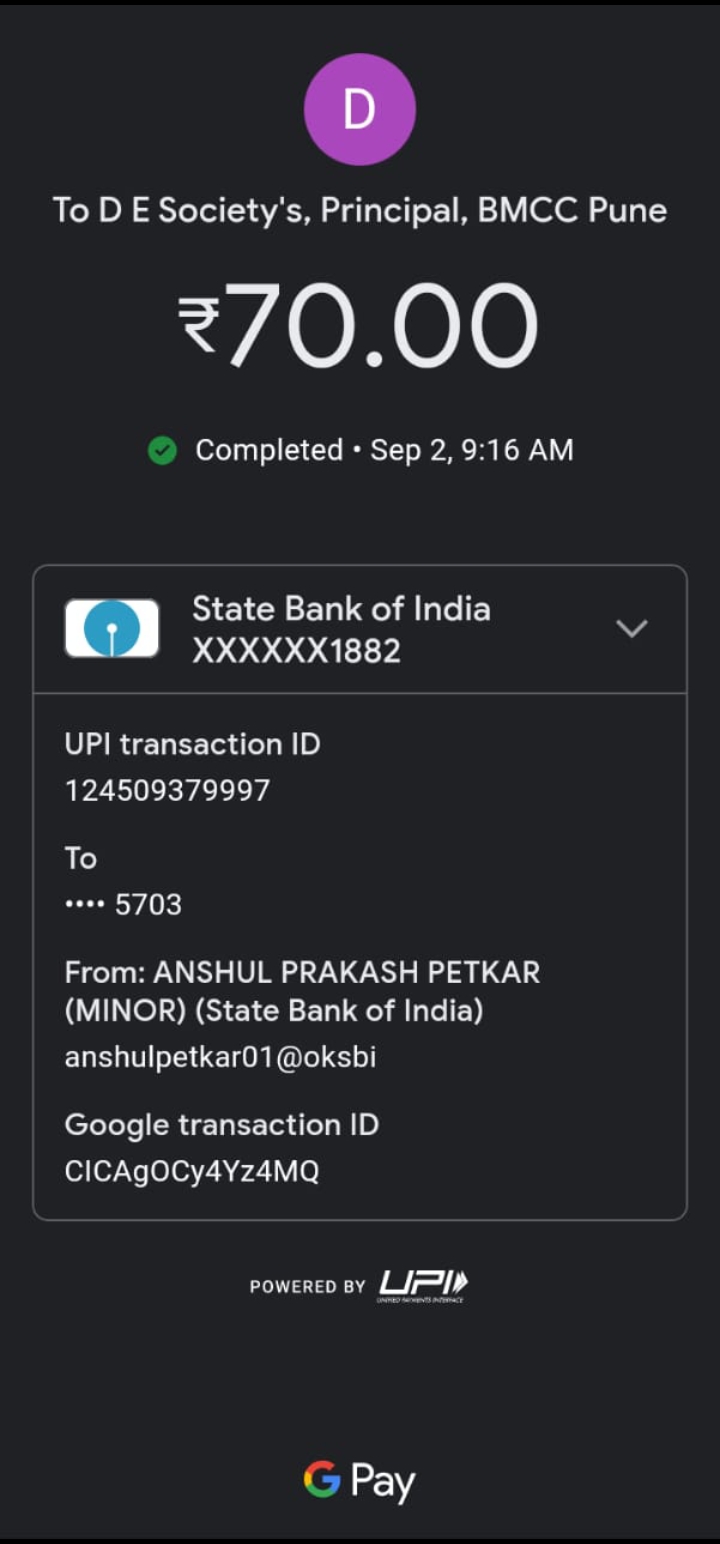 D
To D E Society's, Principal, BMCC Pune
₹70.00
Completed • Sep 2, 9:16 AM
State Bank of India
XXXXXX1882
UPI transaction ID
124509379997
To
•••• 5703
From: ANSHUL PRAKASH PETKAR
(MINOR) (State Bank of India)
anshulpetkar01@oksbi
Google transaction ID
CICAgOCy4Yz4MQ
POWERED BY UPI
UNIFIED PAYMENTS INTERFACE
G Pay